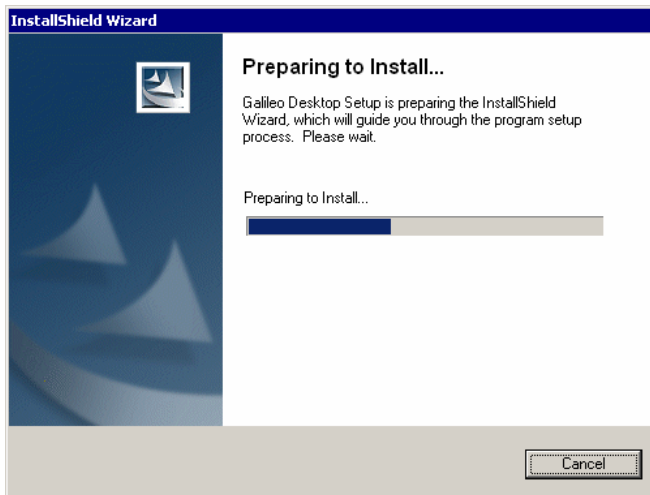 InstallShield Wizard
Preparing to Install...
Galileo Desktop Setup is preparing the InstallShield
Wizard, which will guide you through the program setup
process. Please wait.
Preparing to Install...
Cancel